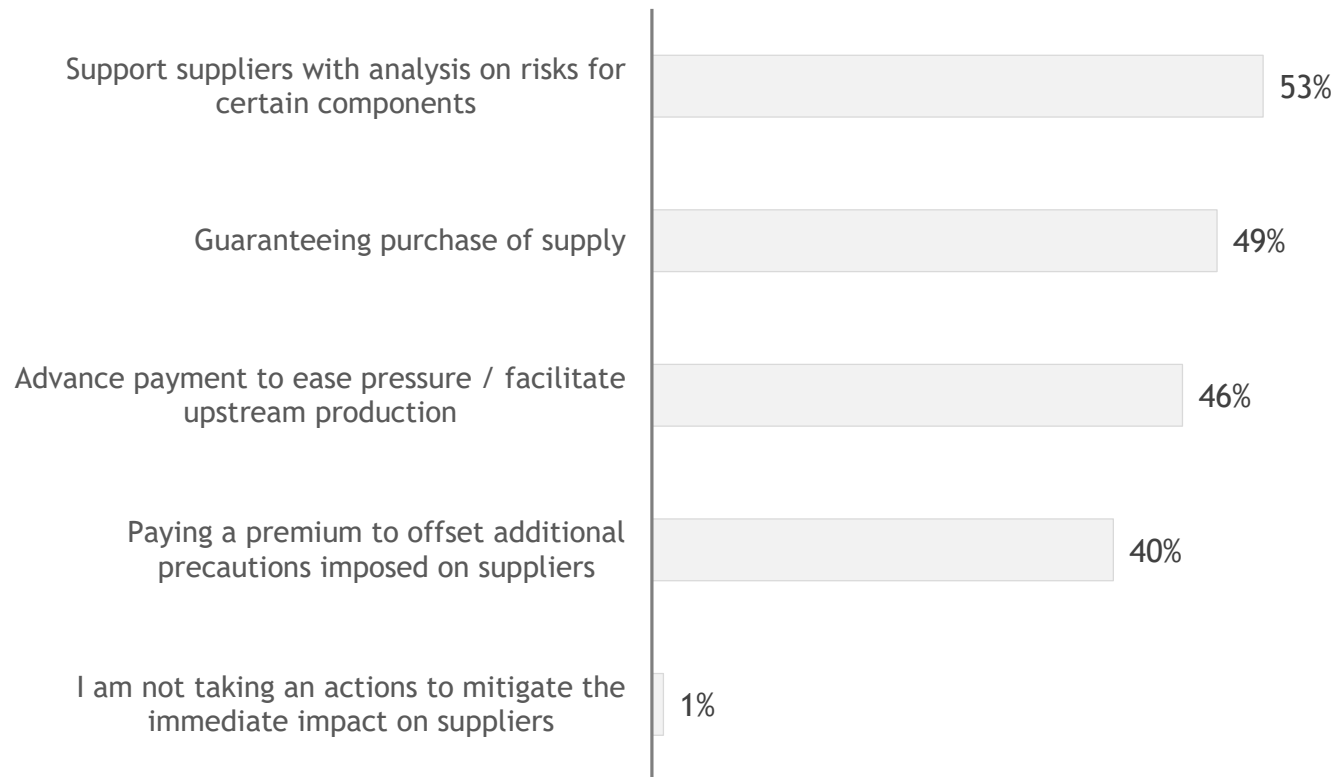 Support suppliers with analysis on risks for
certain components
53%
Guaranteeing purchase of supply
49%
Advance payment to ease pressure / facilitate
upstream production
46%
Paying a premium to offset additional
precautions imposed on suppliers
40%
I am not taking an actions to mitigate the
immediate impact on suppliers
1%